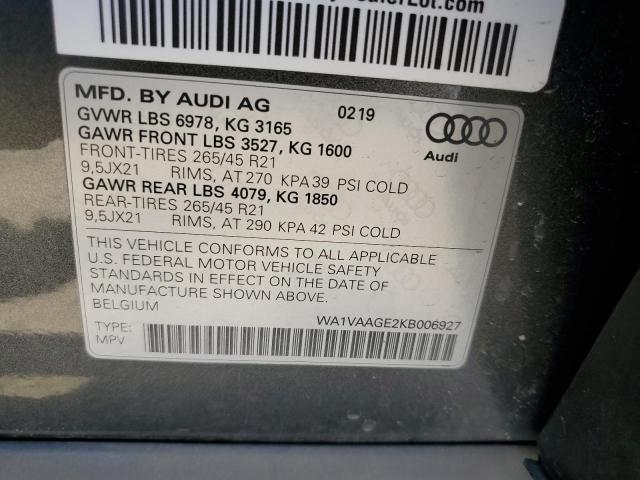 MFD. BY AUDI AG 0219
GVWR LBS 6978, KG 3165
GAWR FRONT LBS 3527, KG 1600
FRONT-TIRES 265/45 R21
9,5JX21 RIMS, AT 270 KPA 39 PSI COLD
GAWR REAR LBS 4079, KG 1850
REAR-TIRES 265/45 R21
9,5JX21 RIMS, AT 290 KPA 42 PSI COLD
Audi
THIS VEHICLE CONFORMS TO ALL APPLICABLE
U.S. FEDERAL MOTOR VEHICLE SAFETY
STANDARDS IN EFFECT ON THE DATE OF
MANUFACTURE SHOWN ABOVE.
BELGIUM
WA1VAAGE2KB006927
TYPE:
MPV